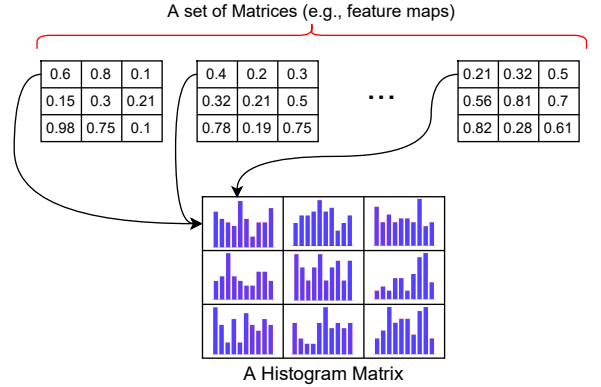 A set of Matrices (e.g., feature maps)
0.6 0.8 0.1 0.4 0.2 0.3 0.21 0.32 0.5
0.15 0.3 0.21 0.32 0.21 0.5 ... 0.56 0.81 0.7
0.98 0.75 0.1 0.78 0.19 0.75 0.82 0.28 0.61
A Histogram Matrix